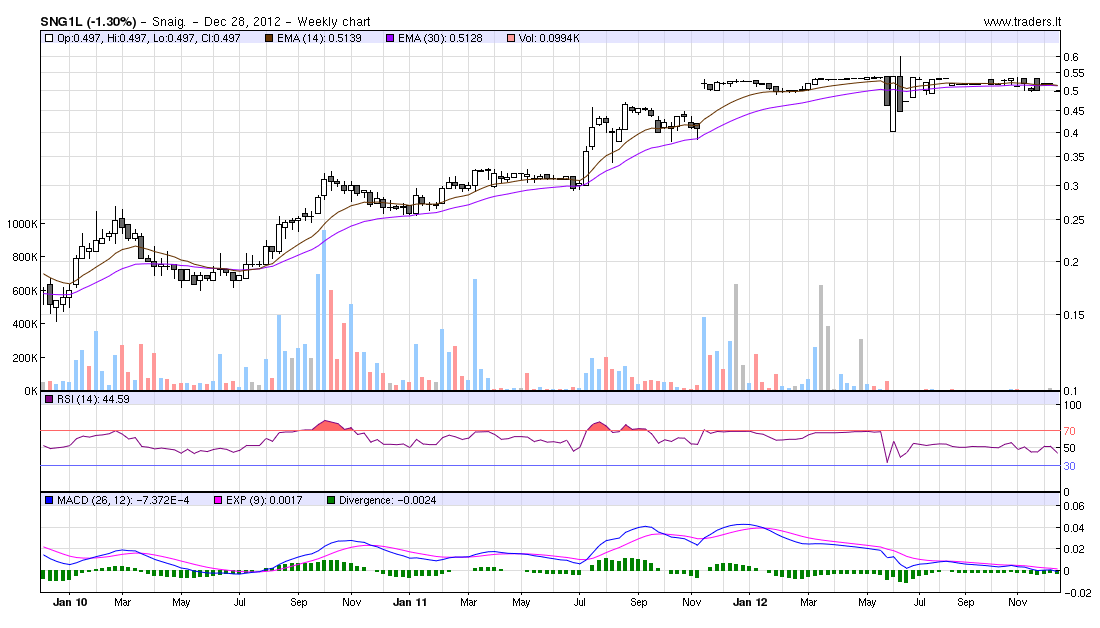 SNG1L (-1.30%) - Snaig. - Dec 28, 2012 - Weekly chart www.traders.lt
Op:0.497, Hi:0.497, Lo:0.497, Cl:0.497 EMA (14): 0.5139 EMA (30): 0.5128 Vol: 0.0994K
0.6
0.55
0.5
0.45
0.4
0.35
0.3
0.25
0.2
0.15
0.1
1000K
800K
600K
400K
200K
0K
RSI (14): 44.59
100
70
50
30
0
MACD (26, 12): -7.372E-4 EXP (9): 0.0017 Divergence: -0.0024
0.06
0.04
0.02
0
-0.02
Jan 10 Mar May Jul Sep Nov Jan 11 Mar May Jul Sep Nov Jan 12 Mar May Jul Sep Nov